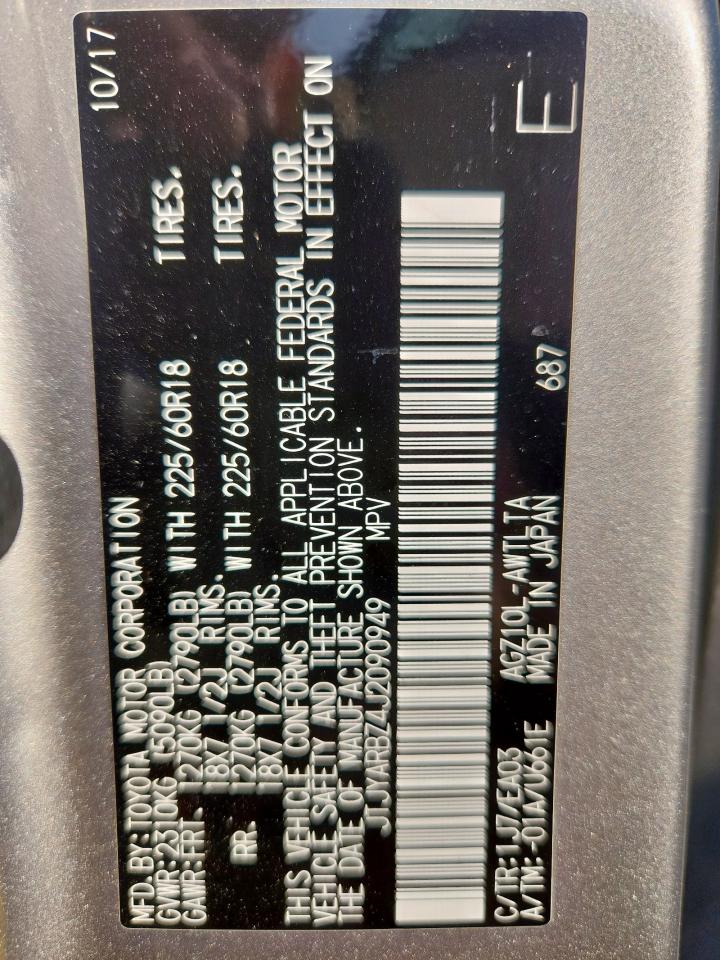 MFD.BY:TOYOTA MOTOR CORPORATION 10/17
GVWR:2310KG (5090LB)
GAWR:FRT 1270KG (2790LB) WITH 225/60R18 TIRES.
18X7 1/2J RIMS.
RR. 1270KG (2790LB) WITH 225/60R18 TIRES.
18X7 1/2J RIMS.
THIS VEHICLE CONFORMS TO ALL APPLICABLE FEDERAL MOTOR
VEHICLE SAFETY AND THEFT PREVENTION STANDARDS IN EFFECT ON
THE DATE OF MANUFACTURE SHOWN ABOVE.
JTJYARBZ4J2090949 MPV
C/TR:1J7/EA03 AGZ10L-AWTLTA
A/TM:-01A/U661E MADE IN JAPAN 687 E